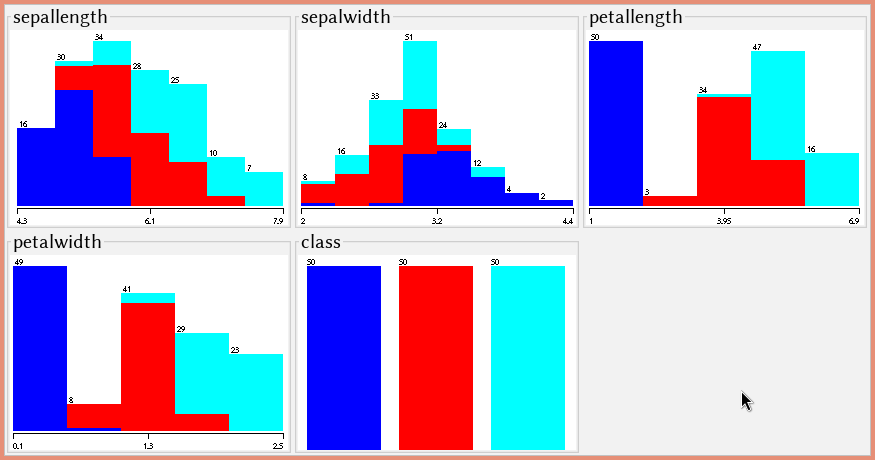 sepallength
sepalwidth
petallength
16 30 34 28 25 10 7
4.3 6.1 7.9
8 16 33 51 24 12 4 2
2 3.2 4.4
50 3 34 47 16
1 3.95 6.9
petalwidth
class
49 8 41 29 23
0.1 1.3 2.5
50 50 50